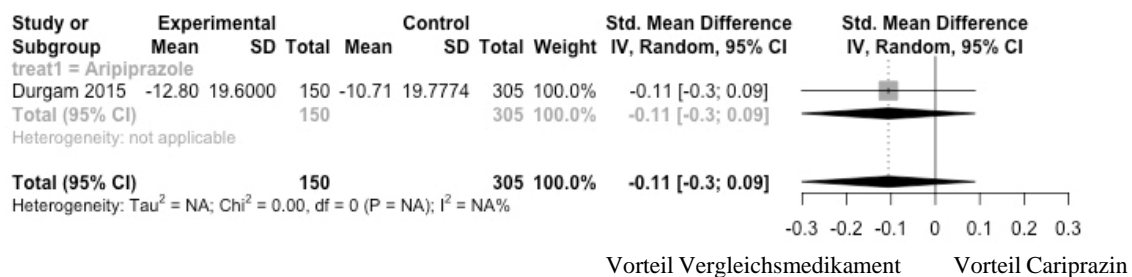 Study or Experimental Control Std. Mean Difference Std. Mean Difference
Subgroup Mean SD Total Mean SD Total Weight IV, Random, 95% CI IV, Random, 95% CI
treat1 = Aripiprazole
Durgam 2015 -12.80 19.6000 150 -10.71 19.7774 305 100.0% -0.11 [-0.3; 0.09]
Total (95% CI) 150 305 100.0% -0.11 [-0.3; 0.09]
Heterogeneity: not applicable
Total (95% CI) 150 305 100.0% -0.11 [-0.3; 0.09]
Heterogeneity: Tau² = NA; Chi² = 0.00, df = 0 (P = NA); I² = NA%
-0.3 -0.2 -0.1 0 0.1 0.2 0.3
Vorteil Vergleichsmedikament Vorteil Cariprazin